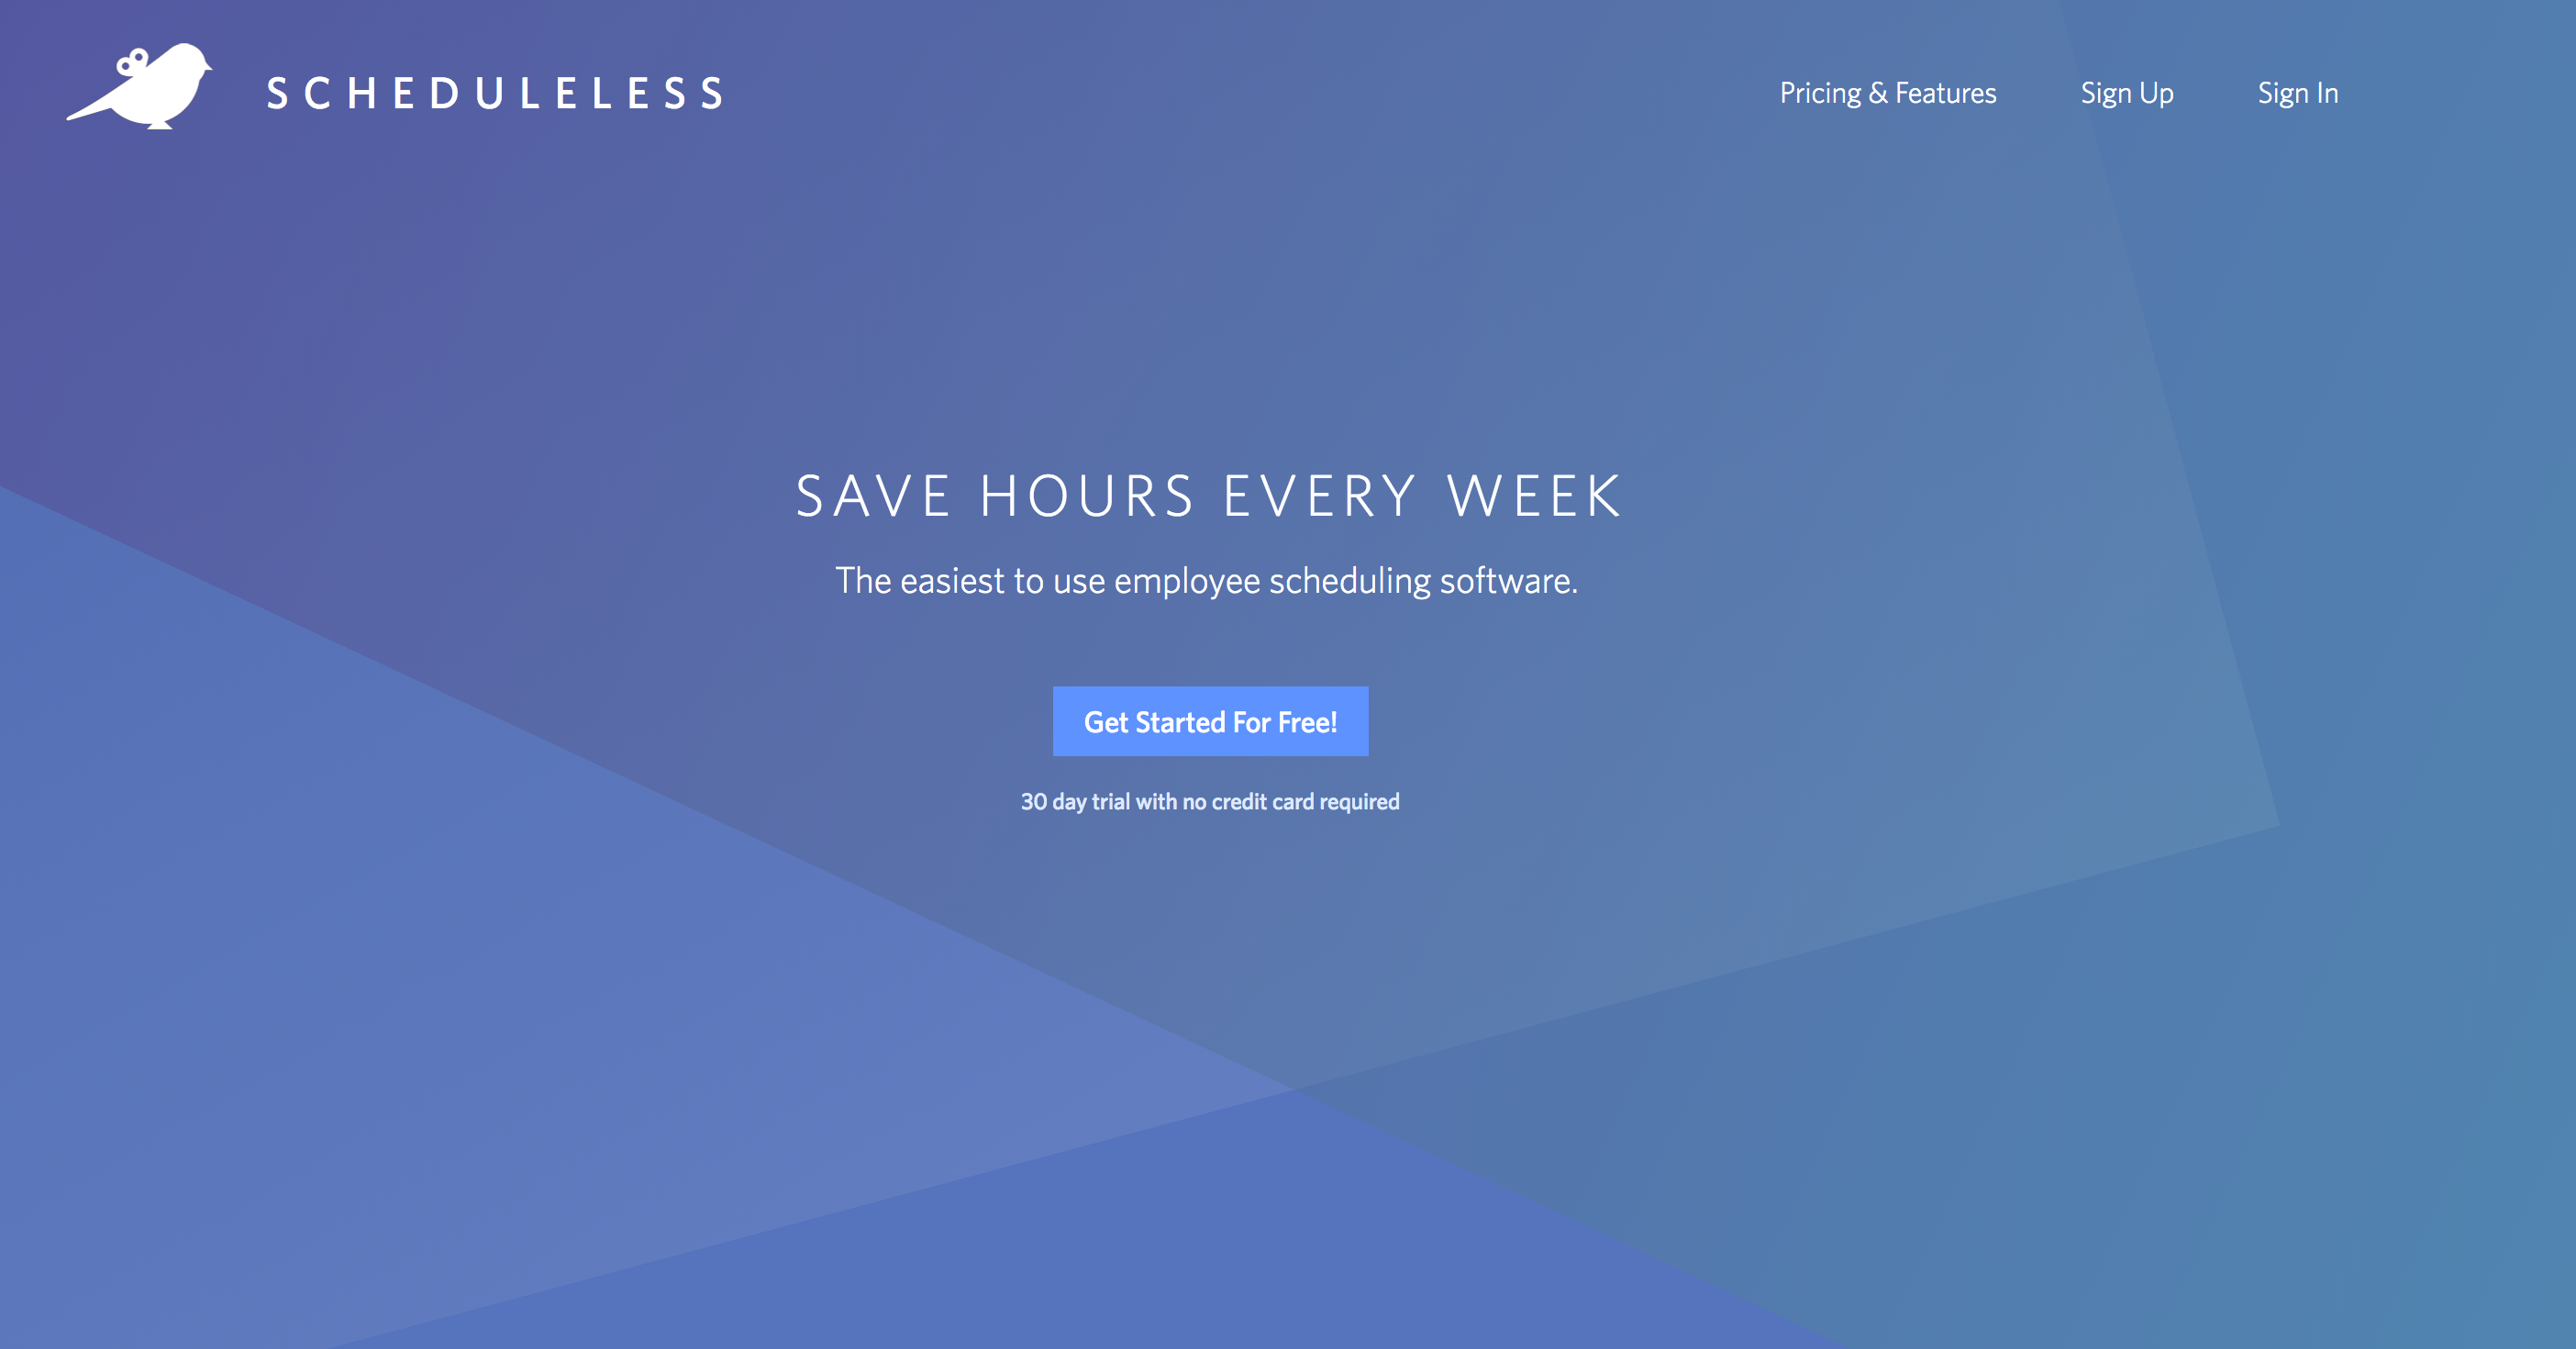 SCHEDULELESS
Pricing & Features
Sign Up
Sign In
SAVE HOURS EVERY WEEK
The easiest to use employee scheduling software.
Get Started For Free!
30 day trial with no credit card required